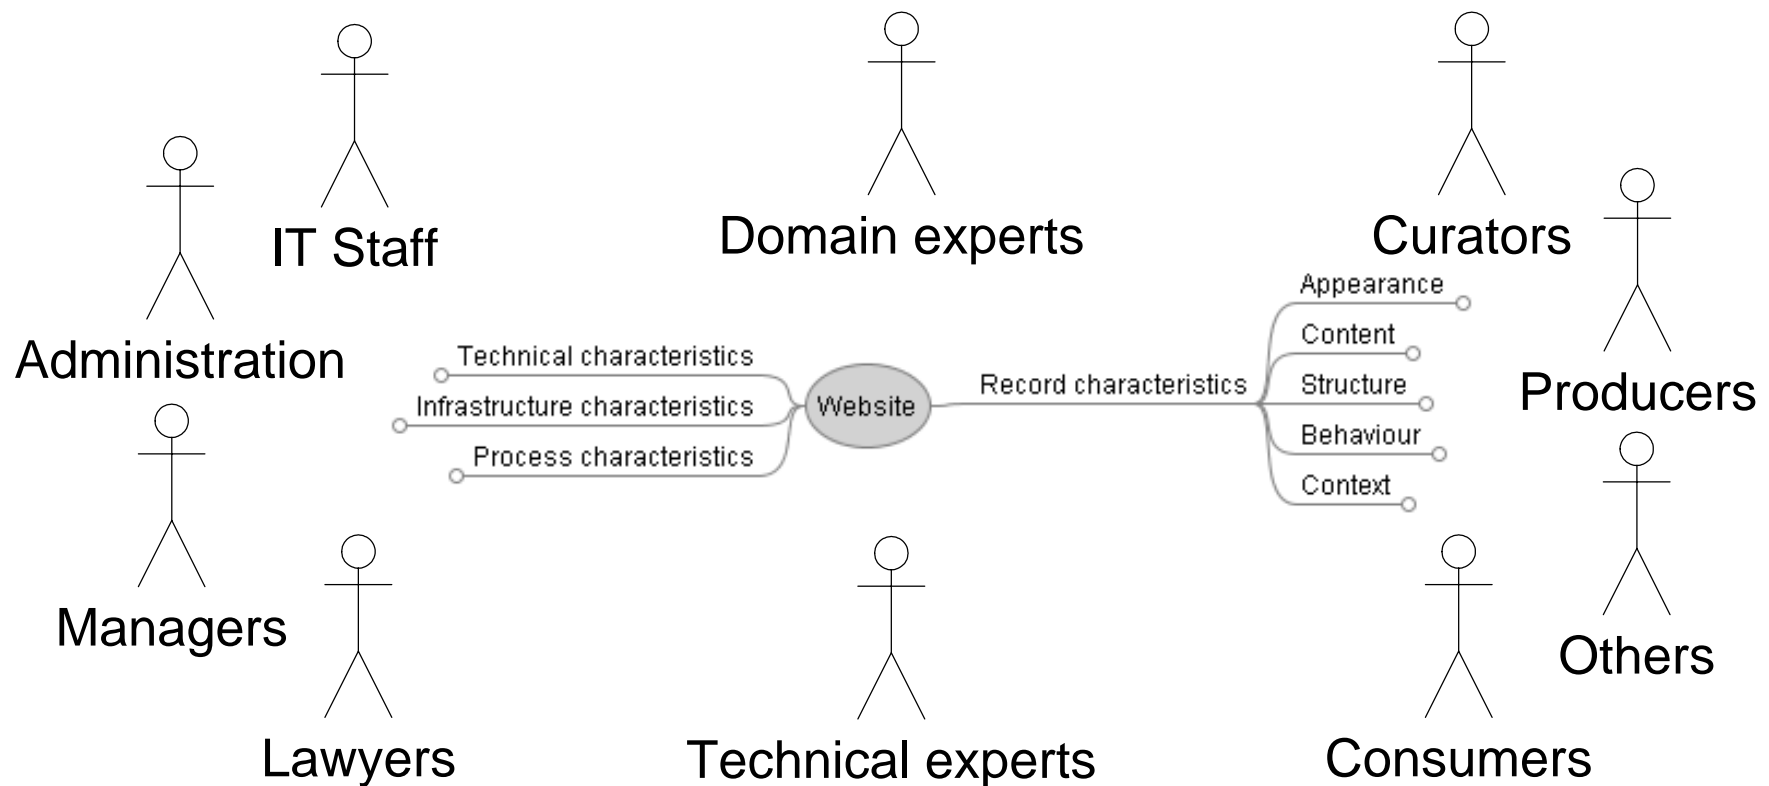 IT Staff
Domain experts
Curators
Administration
Producers
Technical characteristics
Infrastructure characteristics
Process characteristics
Website
Record characteristics
Appearance
Content
Structure
Behaviour
Context
Managers
Others
Lawyers
Technical experts
Consumers